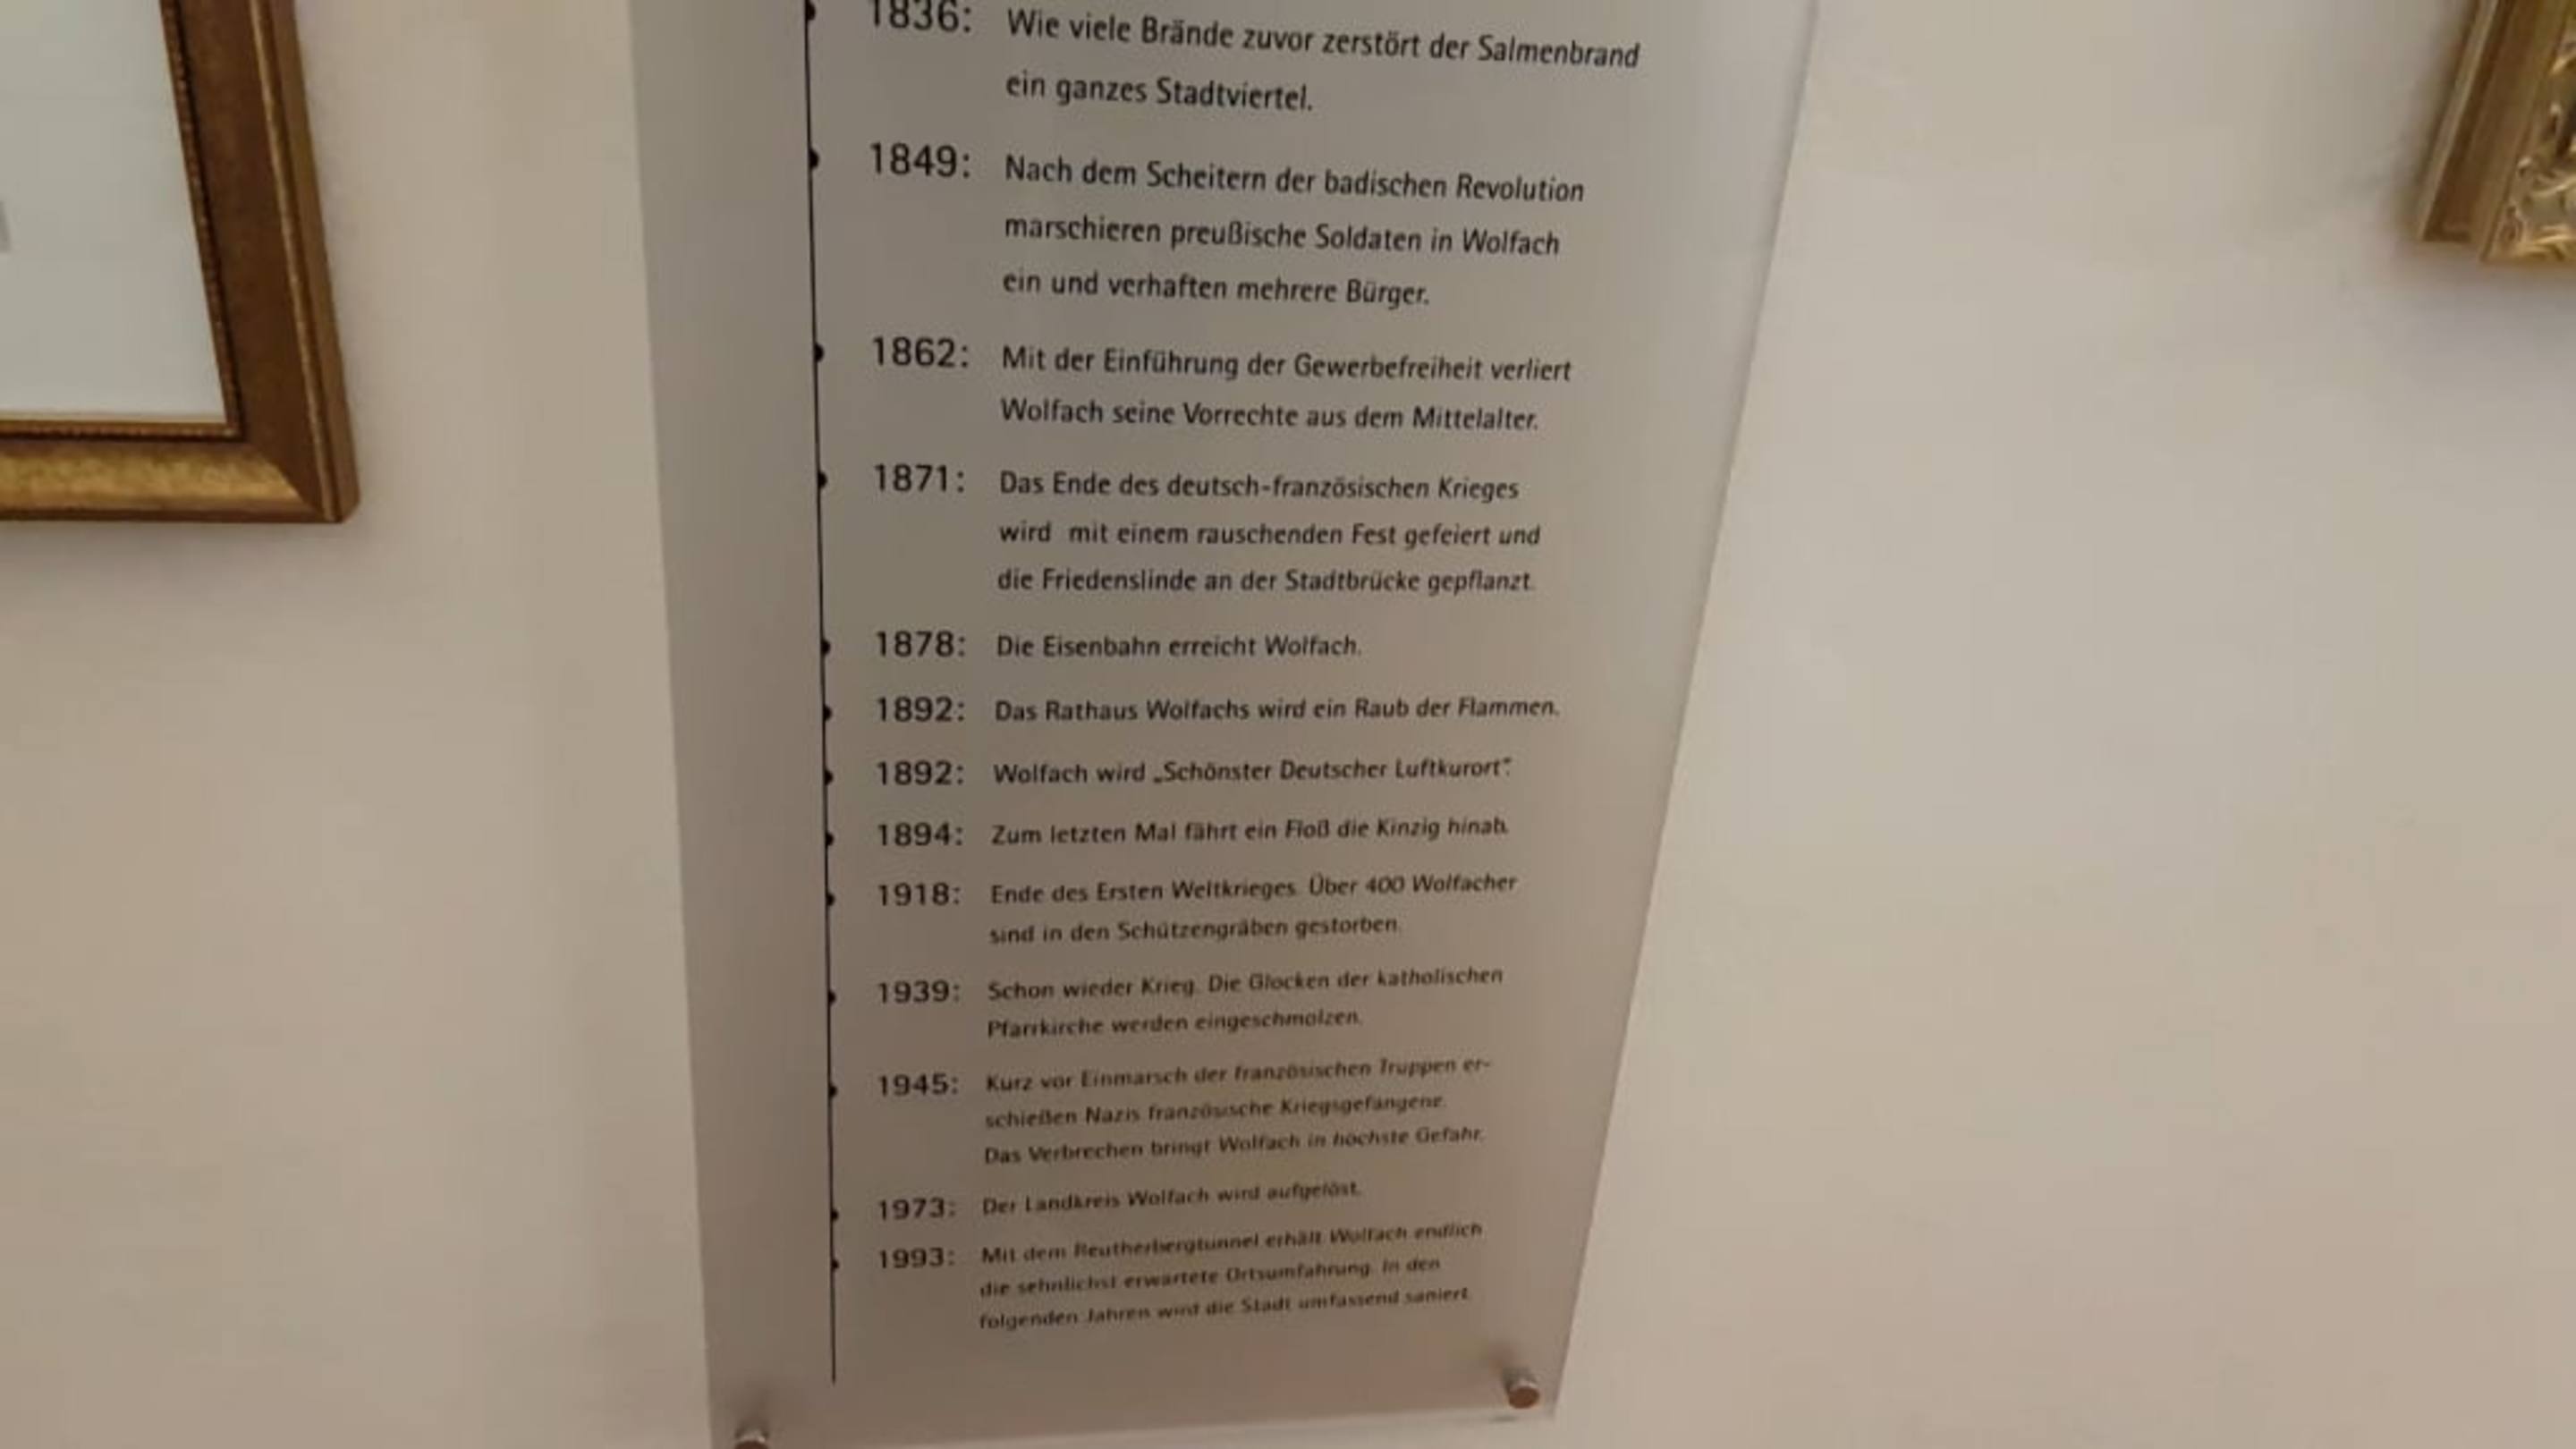 1836: Wie viele Brände zuvor zerstört der Salmenbrand
ein ganzes Stadtviertel.
1849: Nach dem Scheitern der badischen Revolution
marschieren preußische Soldaten in Wolfach
ein und verhaften mehrere Bürger.
1862: Mit der Einführung der Gewerbefreiheit verliert
Wolfach seine Vorrechte aus dem Mittelalter.
1871: Das Ende des deutsch-französischen Krieges
wird mit einem rauschenden Fest gefeiert und
die Friedenslinde an der Stadtbrücke gepflanzt.
1878: Die Eisenbahn erreicht Wolfach.
1892: Das Rathaus Wolfachs wird ein Raub der Flammen.
1892: Wolfach wird „Schönster Deutscher Luftkurort“.
1894: Zum letzten Mal fährt ein Floß die Kinzig hinab.
1918: Ende des Ersten Weltkrieges. Über 400 Wolfacher
sind in den Schützengräben gestorben.
1939: Schon wieder Krieg. Die Glocken der katholischen
Pfarrkirche werden eingeschmolzen.
1945: Kurz vor Einmarsch der französischen Truppen er-
schießen Nazis französische Kriegsgefangene.
Das Verbrechen bringt Wolfach in höchste Gefahr.
1973: Der Landkreis Wolfach wird aufgelöst.
1993: Mit dem Reutherbergtunnel erhält Wolfach endlich
die sehnlichst erwartete Ortsumfahrung. In den
folgenden Jahren wird die Stadt umfassend saniert.